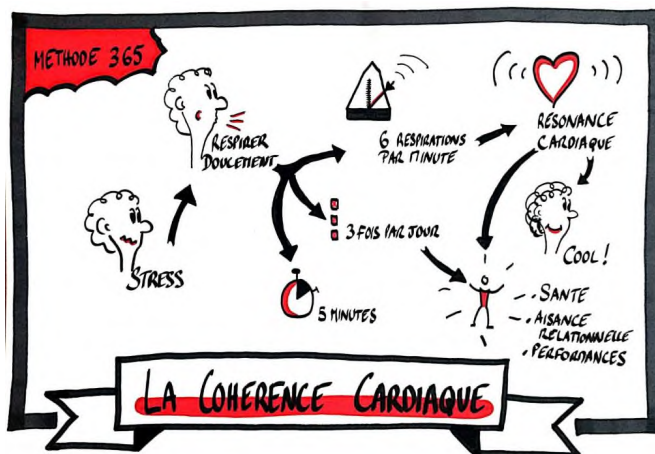 METHODE 365
STRESS
RESPIRER
DOUCEMENT
6 RESPIRATIONS
PAR MINUTE
RÉSONANCE
CARDIAQUE
3 FOIS PAR JOUR
5 MINUTES
COOL !
- SANTE
. AISANCE
RELATIONNELLE
. PERFORMANCES
LA COHERENCE CARDIAQUE